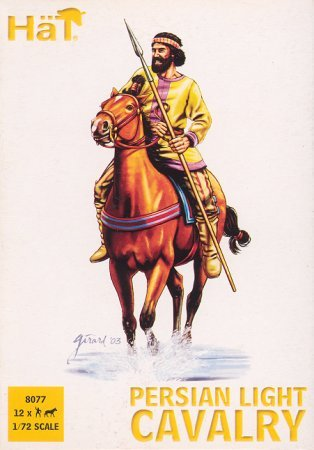 HäT
Girard '03
8077
12 x
1/72 SCALE
PERSIAN LIGHT
CAVALRY